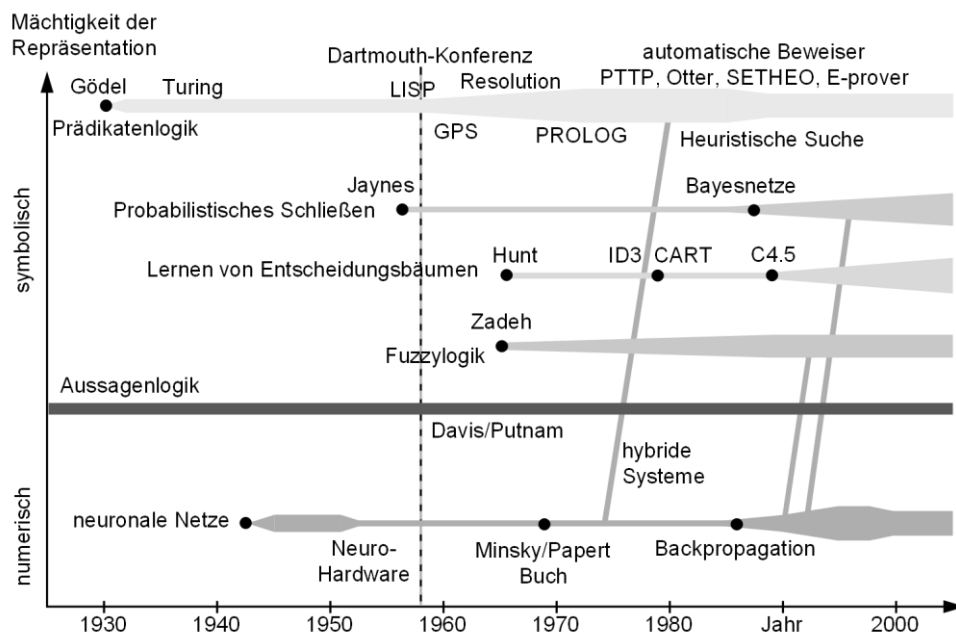 Mächtigkeit der
Repräsentation
Dartmouth-Konferenz
automatische Beweiser
PTTP, Otter, SETHEO, E-prover
Gödel
Turing
LISP
Resolution
Prädikatenlogik
GPS
PROLOG
Heuristische Suche
symbolisch
Jaynes
Bayesnetze
Probabilistisches Schließen
Hunt
ID3
CART
C4.5
Lernen von Entscheidungsbäumen
Zadeh
Fuzzylogik
Aussagenlogik
Davis/Putnam
hybride
Systeme
numerisch
neuronale Netze
Neuro-
Hardware
Minsky/Papert
Buch
Backpropagation
1930
1940
1950
1960
1970
1980
Jahr
2000